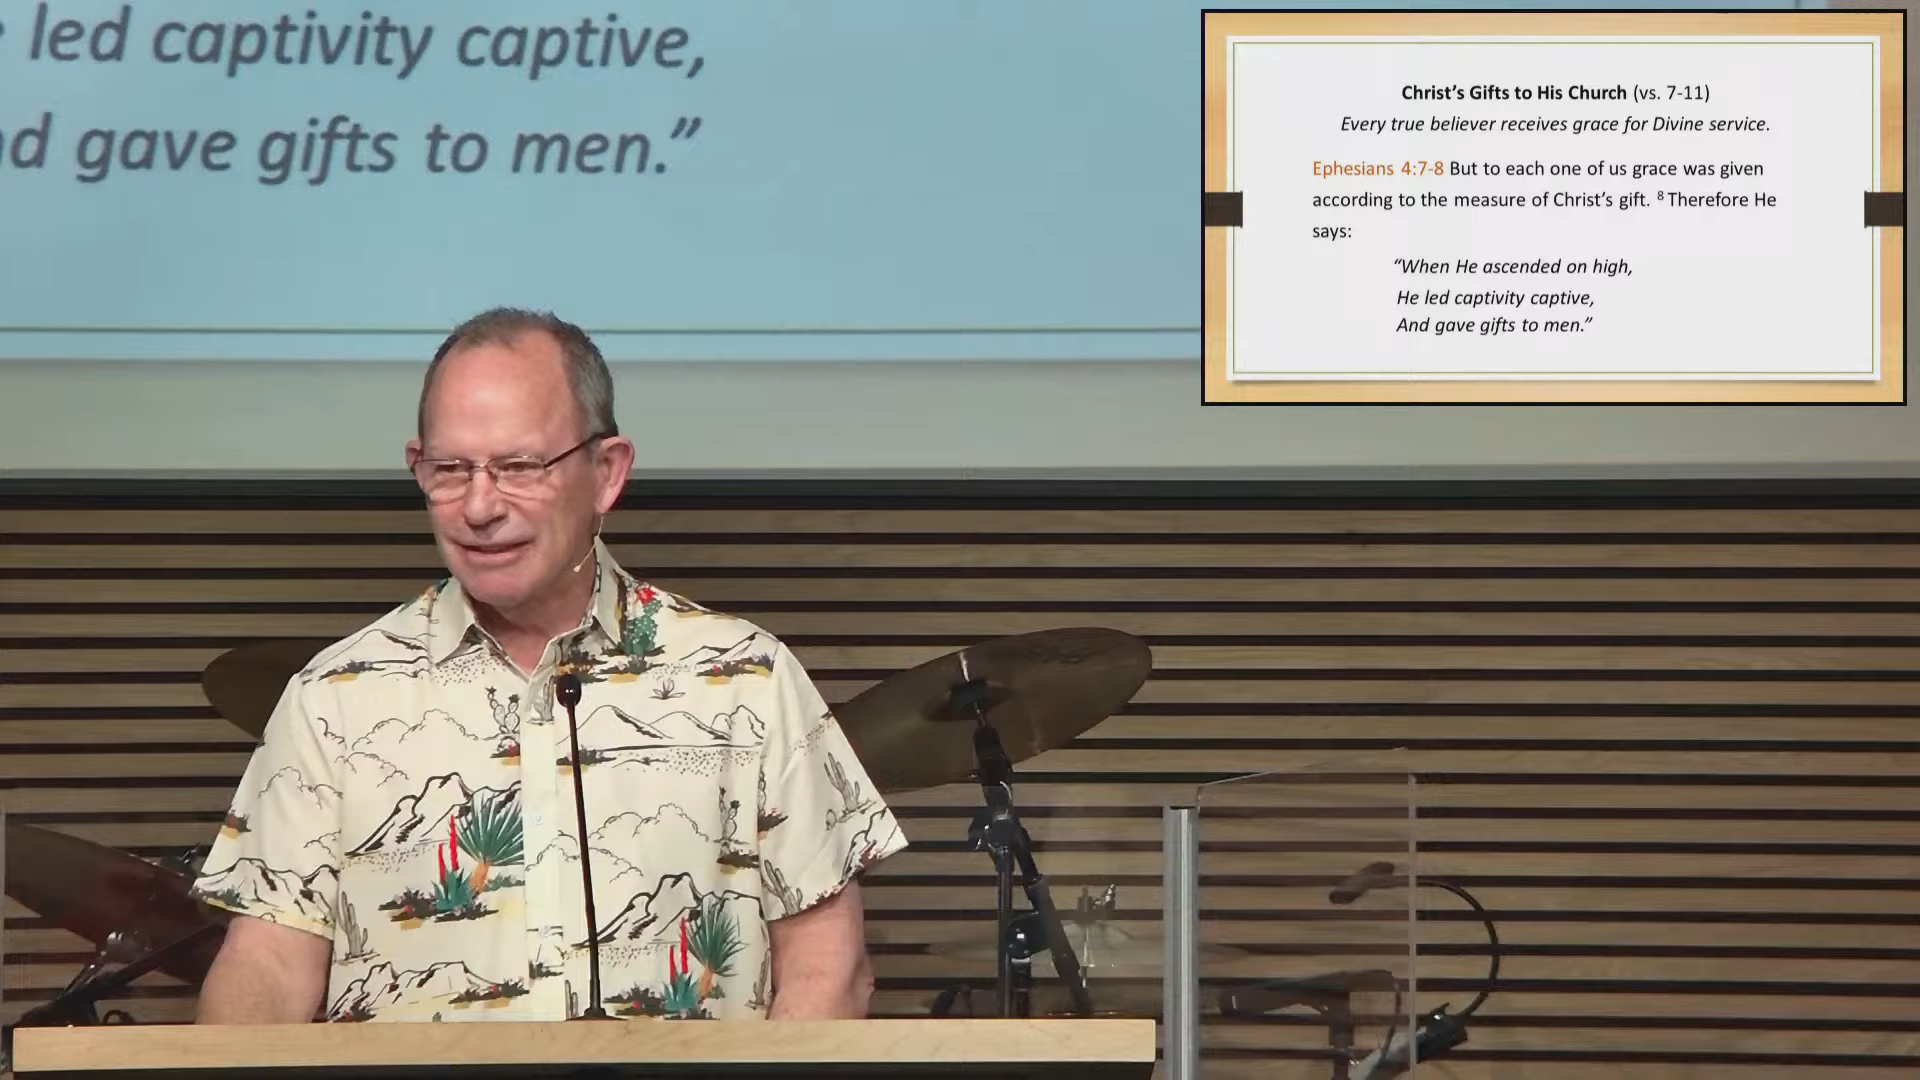 led captivity captive,
gave gifts to men.”
Christ’s Gifts to His Church (vs. 7-11)
Every true believer receives grace for Divine service.
Ephesians 4:7-8 But to each one of us grace was given
according to the measure of Christ’s gift. ⁸ Therefore He
says:
“When He ascended on high,
He led captivity captive,
And gave gifts to men.”